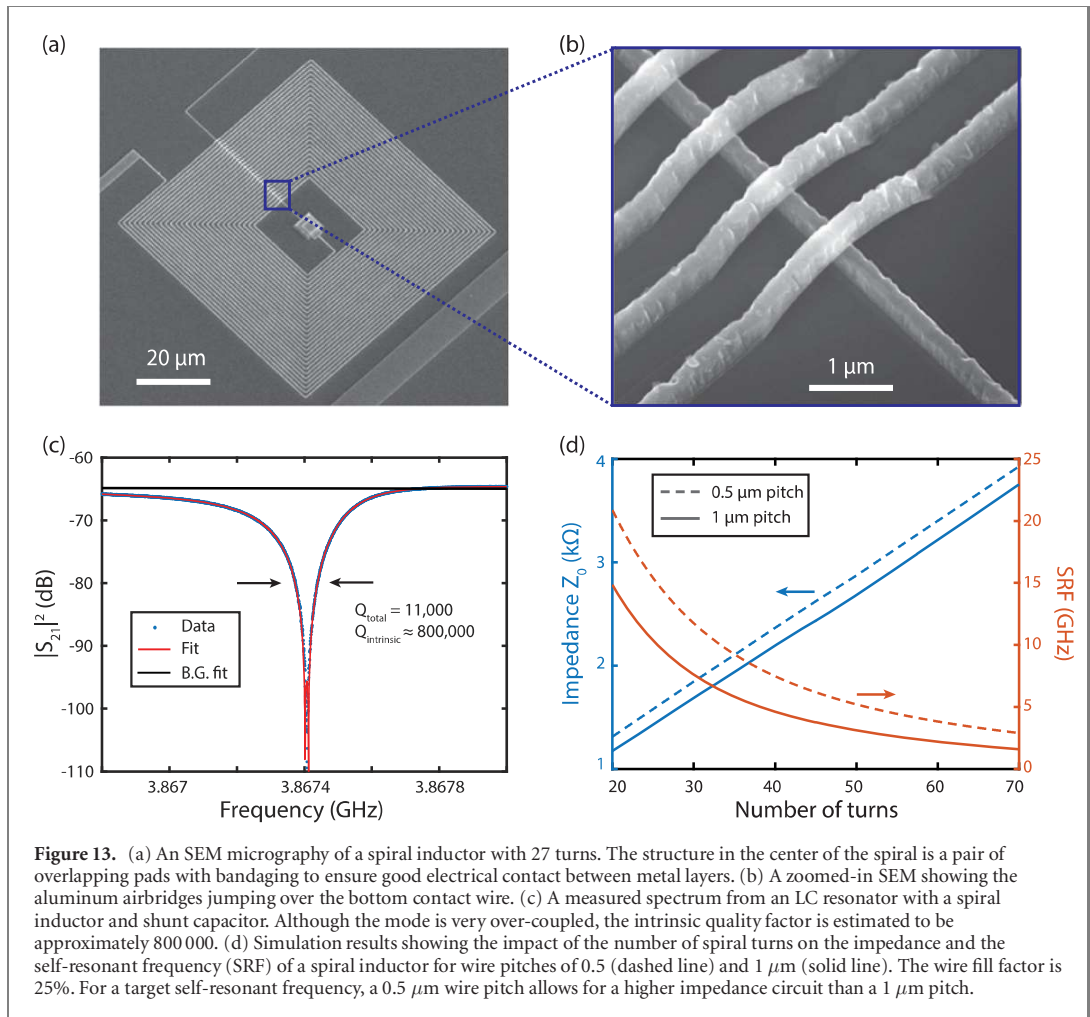 (a)
(b)
20 µm
1 µm
(c)
-60
-70
-80
-90
-100
-110
|S21|² (dB)
Qtotal = 11,000
Qintrinsic ≈ 800,000
Data
Fit
B.G. fit
3.867
3.8674
3.8678
Frequency (GHz)
(d)
4
3
2
1
Impedance Z0 (kΩ)
0.5 µm pitch
1 µm pitch
25
20
15
10
5
0
SRF (GHz)
20
30
40
50
60
70
Number of turns
Figure 13. (a) An SEM micrography of a spiral inductor with 27 turns. The structure in the center of the spiral is a pair of
overlapping pads with bandaging to ensure good electrical contact between metal layers. (b) A zoomed-in SEM showing the
aluminum airbridges jumping over the bottom contact wire. (c) A measured spectrum from an LC resonator with a spiral
inductor and shunt capacitor. Although the mode is very over-coupled, the intrinsic quality factor is estimated to be
approximately 800 000. (d) Simulation results showing the impact of the number of spiral turns on the impedance and the
self-resonant frequency (SRF) of a spiral inductor for wire pitches of 0.5 (dashed line) and 1 µm (solid line). The wire fill factor is
25%. For a target self-resonant frequency, a 0.5 µm wire pitch allows for a higher impedance circuit than a 1 µm pitch.